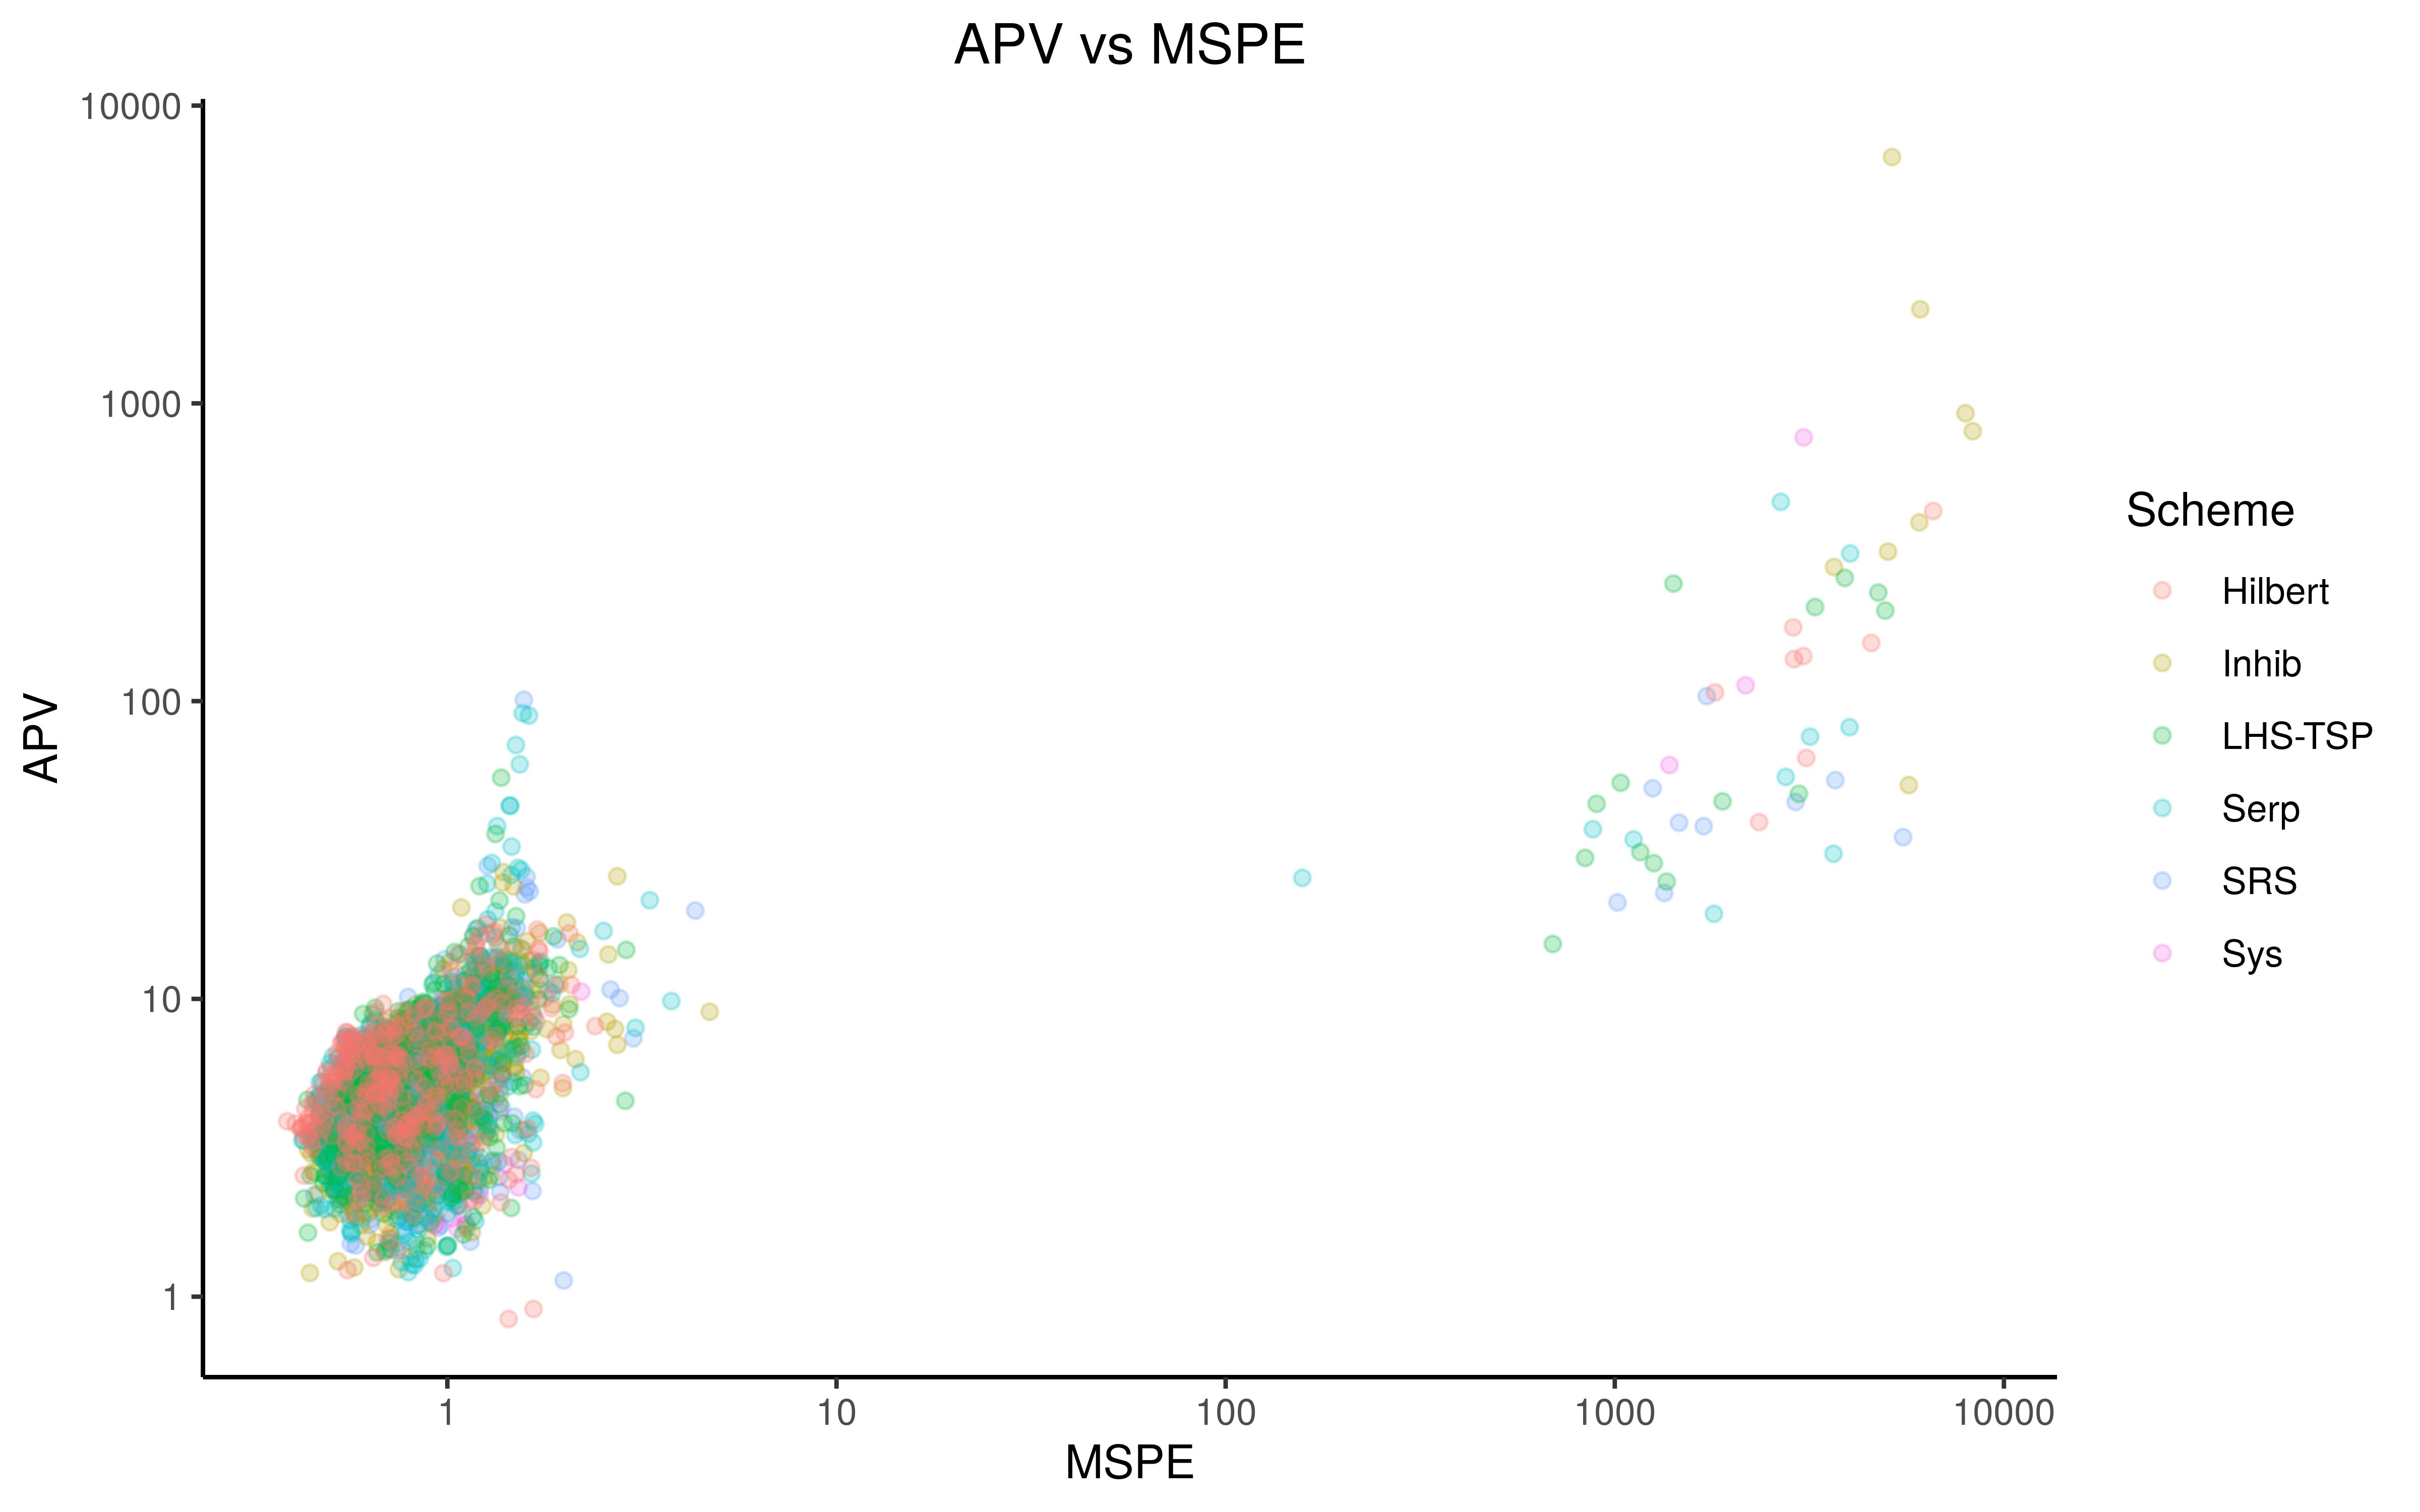 APV vs MSPE
APV
10000
1000
100
10
1
1
10
100
1000
10000
MSPE
Scheme
Hilbert
Inhib
LHS-TSP
Serp
SRS
Sys